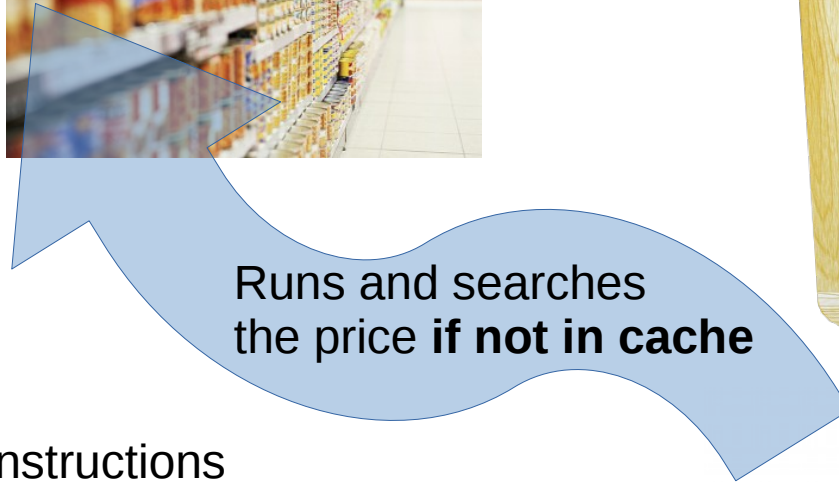 Runs and searches
the price if not in cache
nstructions